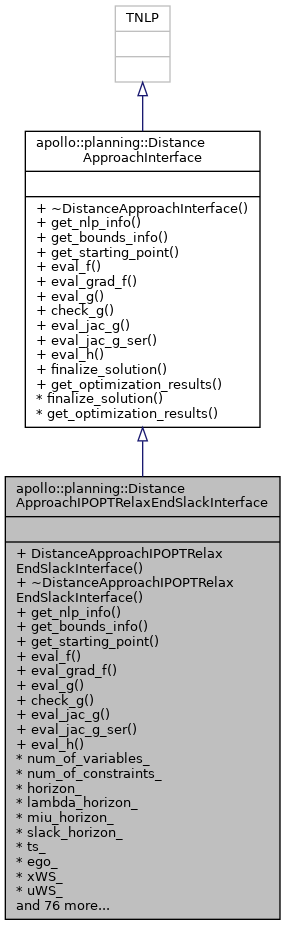 TNLP
apollo::planning::Distance
ApproachInterface
+ ~DistanceApproachInterface()
+ get_nlp_info()
+ get_bounds_info()
+ get_starting_point()
+ eval_f()
+ eval_grad_f()
+ eval_g()
+ check_g()
+ eval_jac_g()
+ eval_jac_g_ser()
+ eval_h()
+ finalize_solution()
+ get_optimization_results()
* finalize_solution()
* get_optimization_results()
apollo::planning::Distance
ApproachIPOPTRelaxEndSlackInterface
+ DistanceApproachIPOPTRelax
EndSlackInterface()
+ ~DistanceApproachIPOPTRelax
EndSlackInterface()
+ get_nlp_info()
+ get_bounds_info()
+ get_starting_point()
+ eval_f()
+ eval_grad_f()
+ eval_g()
+ check_g()
+ eval_jac_g()
+ eval_jac_g_ser()
+ eval_h()
* num_of_variables_
* num_of_constraints_
* horizon_
* lambda_horizon_
* miu_horizon_
* slack_horizon_
* ts_
* ego_
* xWS_
* uWS_
and 76 more...